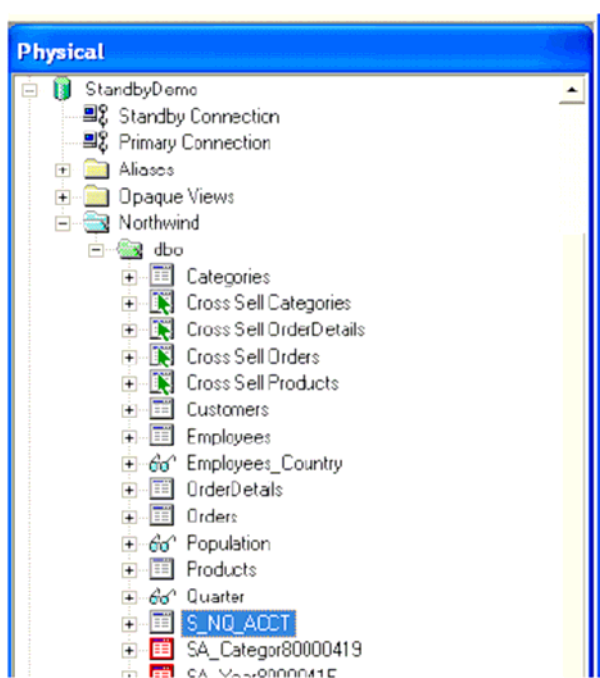 Physical
StandbyDemo
Standby Connection
Primary Connection
Aliases
Opaque Views
Northwind
dbo
Categories
Cross Sell Categories
Cross Sell OrderDetails
Cross Sell Orders
Cross Sell Products
Customers
Employees
Employees_Country
OrderDetails
Orders
Population
Products
Quarter
S_NQ_ACCT
SA_Categor80000419